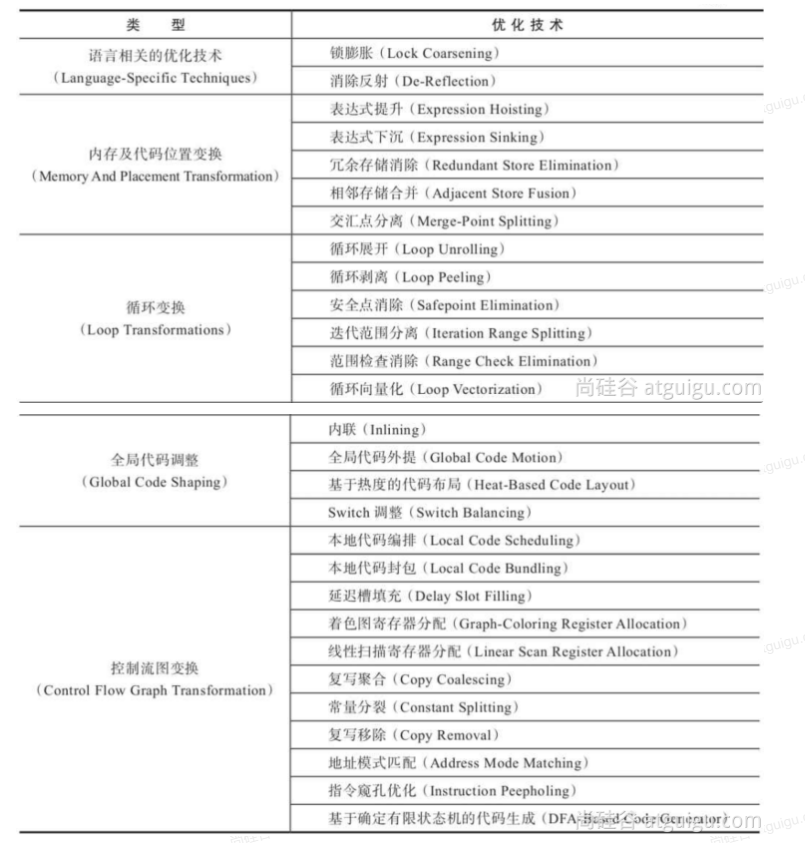 类 型 优化技术
语言相关的优化技术
（Language-Specific Techniques）
锁膨胀（Lock Coarsening）
消除反射（De-Reflection）
内存及代码位置变换
（Memory And Placement Transformation）
表达式提升（Expression Hoisting）
表达式下沉（Expression Sinking）
冗余存储消除（Redundant Store Elimination）
相邻存储合并（Adjacent Store Fusion）
交汇点分离（Merge-Point Splitting）
循环变换
（Loop Transformations）
循环展开（Loop Unrolling）
循环剥离（Loop Peeling）
安全点消除（Safepoint Elimination）
迭代范围分离（Iteration Range Splitting）
范围检查消除（Range Check Elimination）
循环向量化（Loop Vectorization）
尚硅谷 atguigu.com
全局代码调整
（Global Code Shaping）
内联（Inlining）
全局代码外提（Global Code Motion）
基于热度的代码布局（Heat-Based Code Layout）
Switch 调整（Switch Balancing）
控制流图变换
（Control Flow Graph Transformation）
本地代码编排（Local Code Scheduling）
本地代码封包（Local Code Bundling）
延迟槽填充（Delay Slot Filling）
着色图寄存器分配（Graph-Coloring Register Allocation）
线性扫描寄存器分配（Linear Scan Register Allocation）
复写聚合（Copy Coalescing）
常量分裂（Constant Splitting）
复写移除（Copy Removal）
地址模式匹配（Address Mode Matching）
指令窥孔优化（Instruction Peepholing）
基于确定有限状态机的代码生成（DFA-Based Code Generator）
尚硅谷 atguigu.com